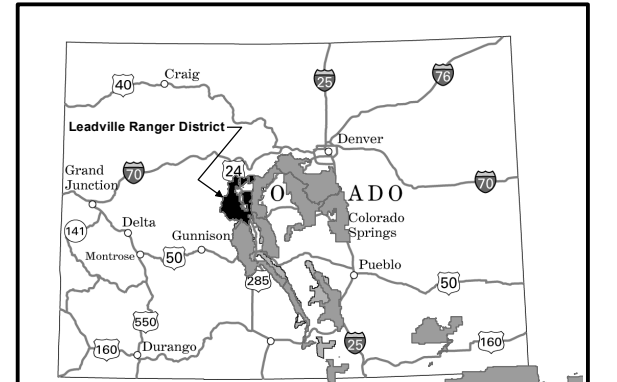 Craig
40
25
76
Leadville Ranger District
Denver
24
Grand
Junction
70
70
O
ADO
Colorado
Springs
141
Delta
Gunnison
Montrose
50
Pueblo
285
50
550
25
160
160
Durango